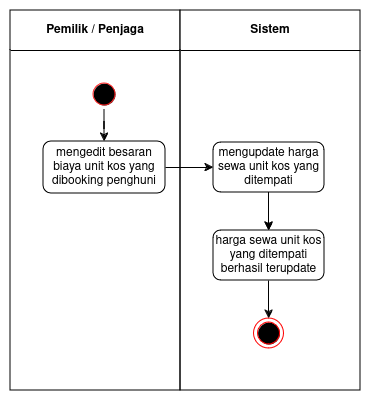 Pemilik / Penjaga
Sistem
mengedit besaran
biaya unit kos yang
dibooking penghuni
mengupdate harga
sewa unit kos yang
ditempati
harga sewa unit kos
yang ditempati
berhasil terupdate